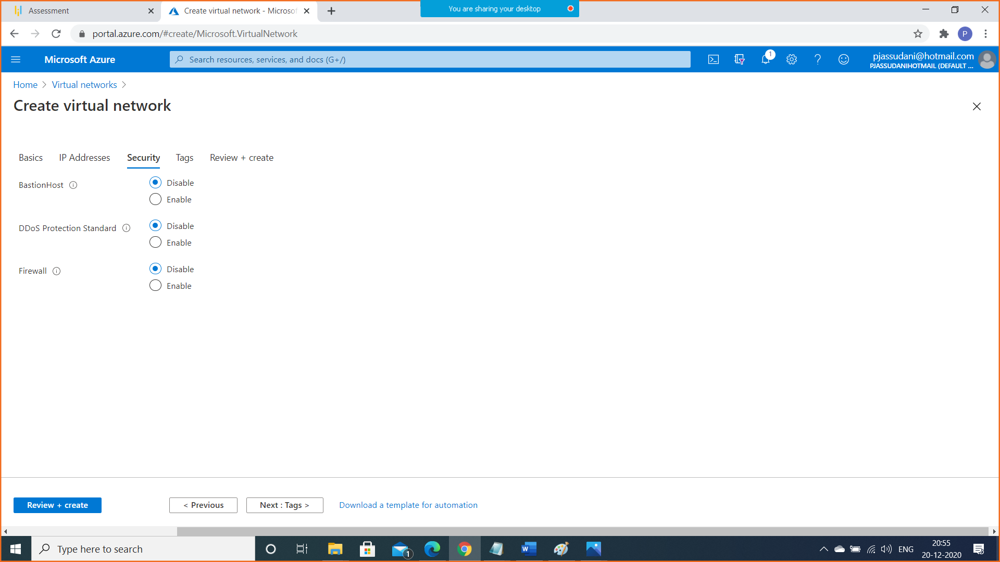 Assessment
Create virtual network - Microsof
You are sharing your desktop
portal.azure.com/#create/Microsoft.VirtualNetwork
P
Microsoft Azure
Search resources, services, and docs (G+/)
1
pjassudani@hotmail.com
PJASSUDANIHOTMAIL (DEFAULT ...
Home > Virtual networks >
Create virtual network
Basics IP Addresses Security Tags Review + create
BastionHost
Disable
Enable
DDoS Protection Standard
Disable
Enable
Firewall
Disable
Enable
Review + create
< Previous
Next : Tags >
Download a template for automation
Type here to search
1
ENG
20:55
20-12-2020